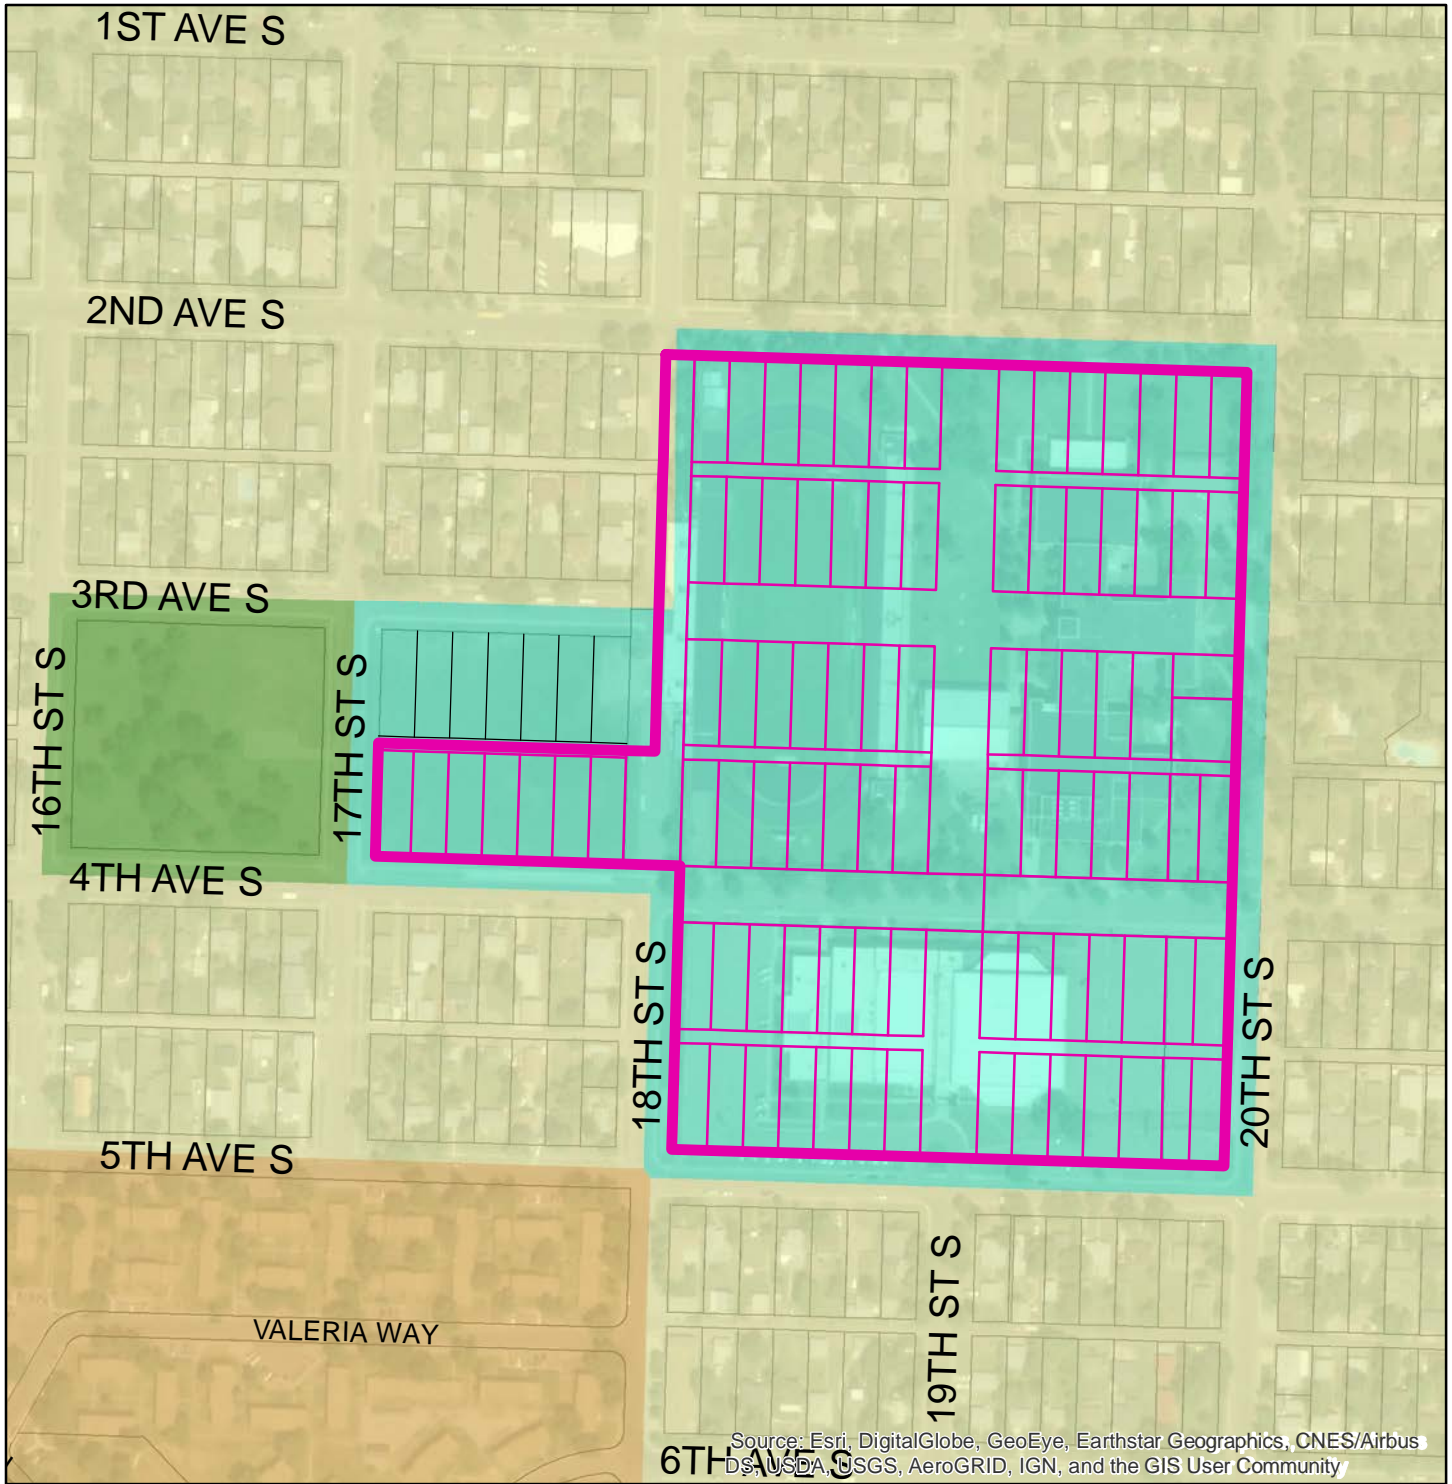 1ST AVE S
2ND AVE S
3RD AVE S
16TH ST S
17TH ST S
4TH AVE S
18TH ST S
20TH ST S
5TH AVE S
19TH ST S
VALERIA WAY
6TH AVE S
Source: Esri, DigitalGlobe, GeoEye, Earthstar Geographics, CNES/Airbus
DS, USDA, USGS, AeroGRID, IGN, and the GIS User Community